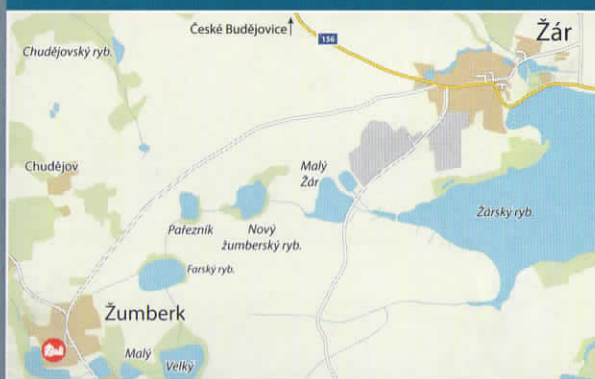 České Budějovice
156
Žár
Chudějovský ryb.
Chudějov
Malý
Žár
Pařezník
Nový
žumberský ryb.
Žárský ryb.
Farský ryb.
Žumberk
Malý
Velký